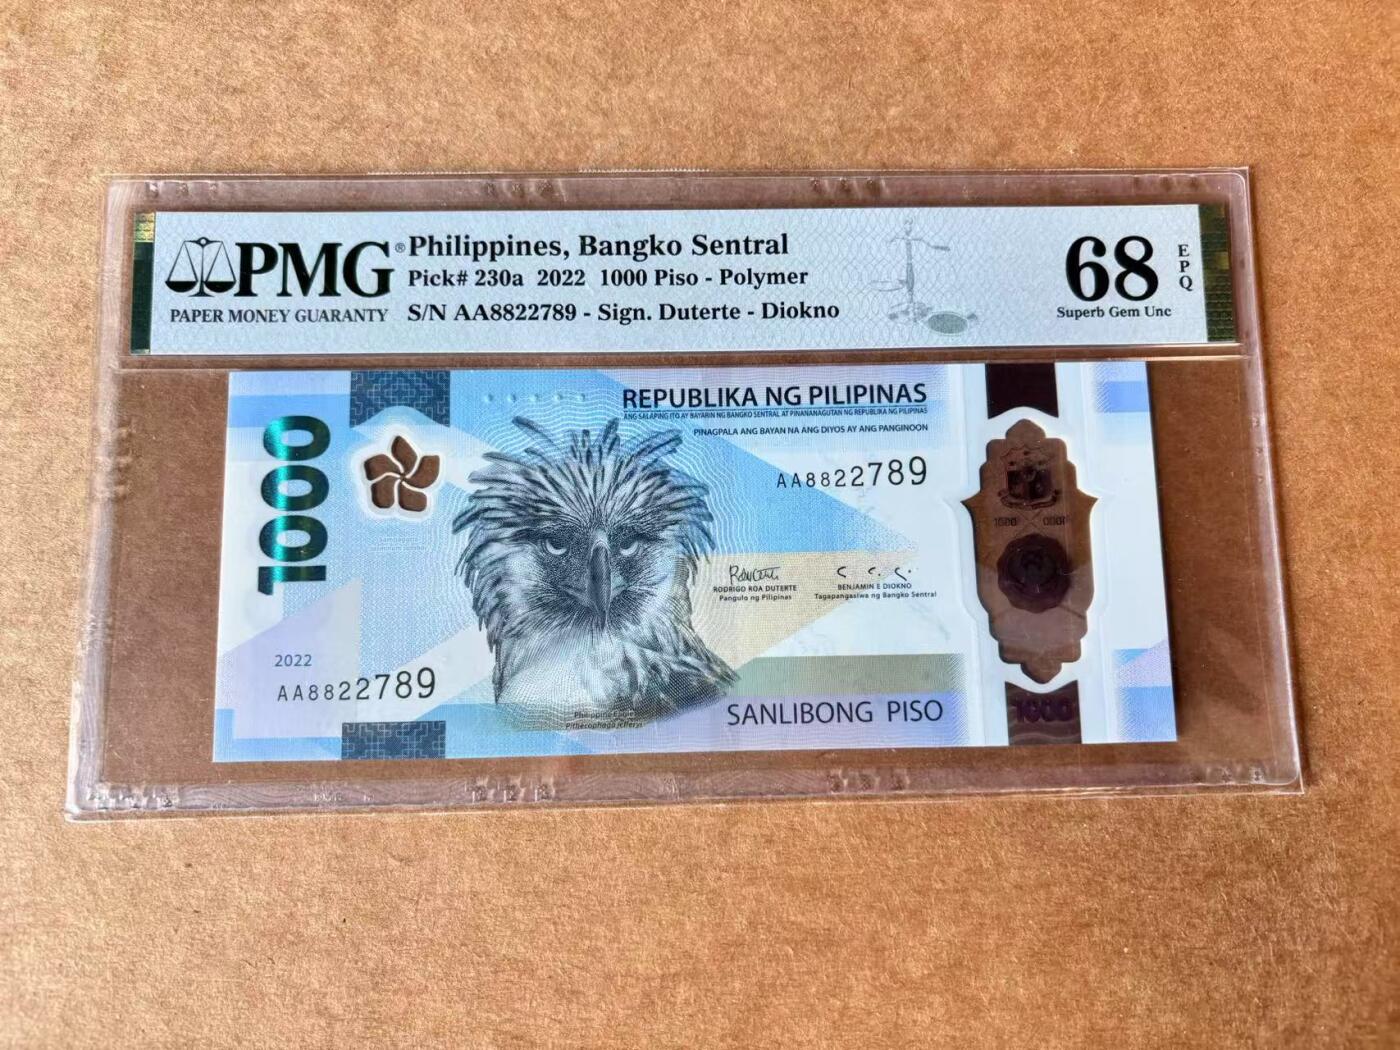 PMG®
PAPER MONEY GUARANTY
Philippines, Bangko Sentral
Pick# 230a 2022 1000 Piso - Polymer
S/N AA8822789 - Sign. Duterte - Diokno
68
EPQ
Superb Gem Unc
1000
REPUBLIKA NG PILIPINAS
ANG SALAPING ITO AY BAYARIN NG BANGKO SENTRAL AT PINANANAGUTAN NG REPUBLIKA NG PILIPINAS
PINAGPALA ANG BAYAN NA ANG DIYOS AY ANG PANGINOON
AA8822789
RODRIGO ROA DUTERTE
Pangulo ng Pilipinas
BENJAMIN E DIOKNO
Tagapangasiwa ng Bangko Sentral
2022
AA8822789
Philippine Eagle
Pithecophaga jefferyi
SANLIBONG PISO
1000